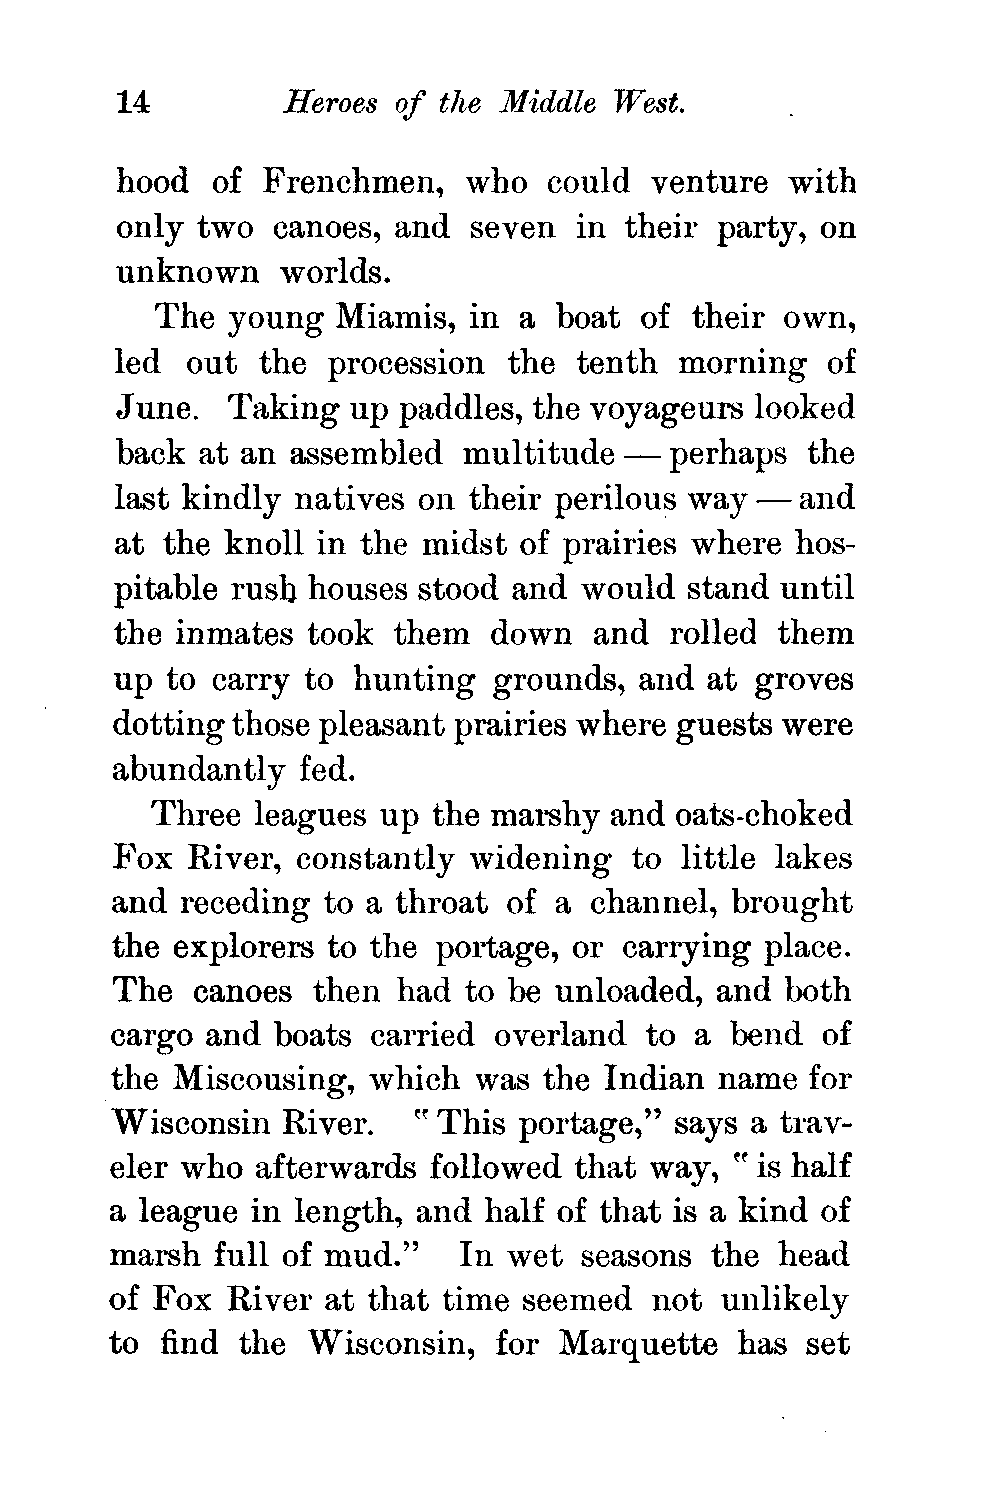 14 Heroes of the Middle West.
hood of Frenchmen, who could venture with
only two canoes, and seven in their party, on
unknown worlds.
The young Miamis, in a boat of their own,
led out the procession the tenth morning of
June. Taking up paddles, the voyageurs looked
back at an assembled multitude — perhaps the
last kindly natives on their perilous way — and
at the knoll in the midst of prairies where hos-
pitable rush houses stood and would stand until
the inmates took them down and rolled them
up to carry to hunting grounds, and at groves
dotting those pleasant prairies where guests were
abundantly fed.
Three leagues up the marshy and oats-choked
Fox River, constantly widening to little lakes
and receding to a throat of a channel, brought
the explorers to the portage, or carrying place.
The canoes then had to be unloaded, and both
cargo and boats carried overland to a bend of
the Miscousing, which was the Indian name for
Wisconsin River. "This portage," says a trav-
eler who afterwards followed that way, "is half
a league in length, and half of that is a kind of
marsh full of mud." In wet seasons the head
of Fox River at that time seemed not unlikely
to find the Wisconsin, for Marquette has set